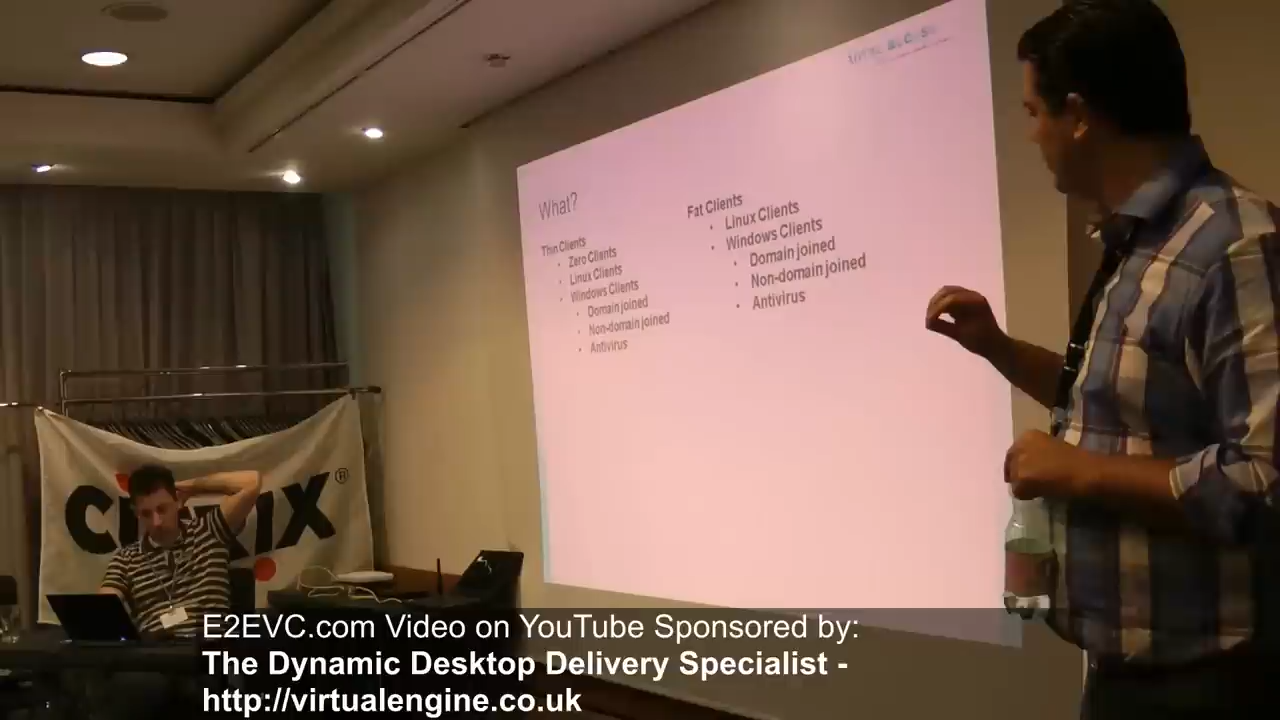 What?
Thin Clients
• Zero Clients
• Linux Clients
• Windows Clients
• Domain joined
• Non-domain joined
• Antivirus
Fat Clients
• Linux Clients
• Windows Clients
• Domain joined
• Non-domain joined
• Antivirus
E2EVC.com Video on YouTube Sponsored by:
The Dynamic Desktop Delivery Specialist -
http://virtualengine.co.uk